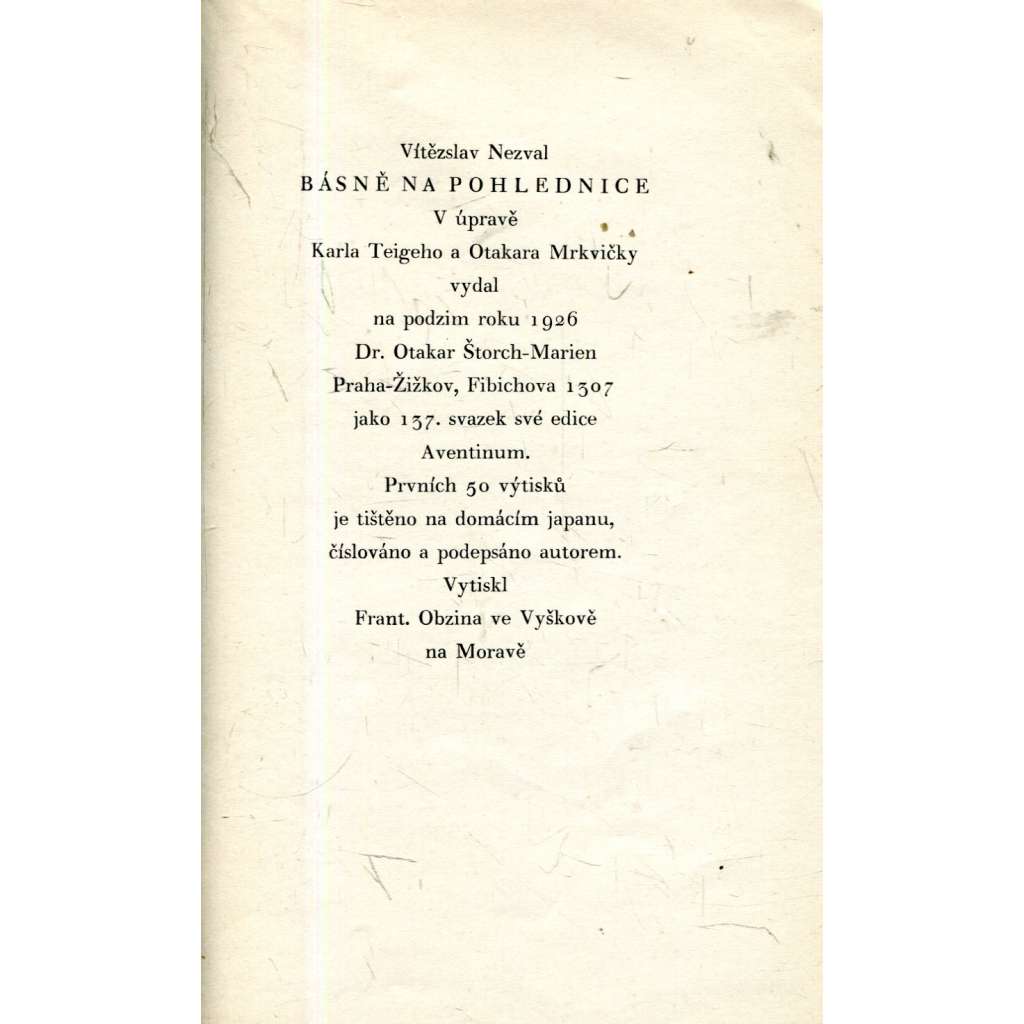 Vítězslav Nezval
BÁSNĚ NA POHLEDNICE
V úpravě
Karla Teigeho a Otakara Mrkvičky
vydal
na podzim roku 1926
Dr. Otakar Štorch-Marien
Praha-Žižkov, Fibichova 1307
jako 137. svazek své edice
Aventinum.
Prvních 50 výtisků
je tištěno na domácím japanu,
číslováno a podepsáno autorem.
Vytiskl
Frant. Obzina ve Vyškově
na Moravě